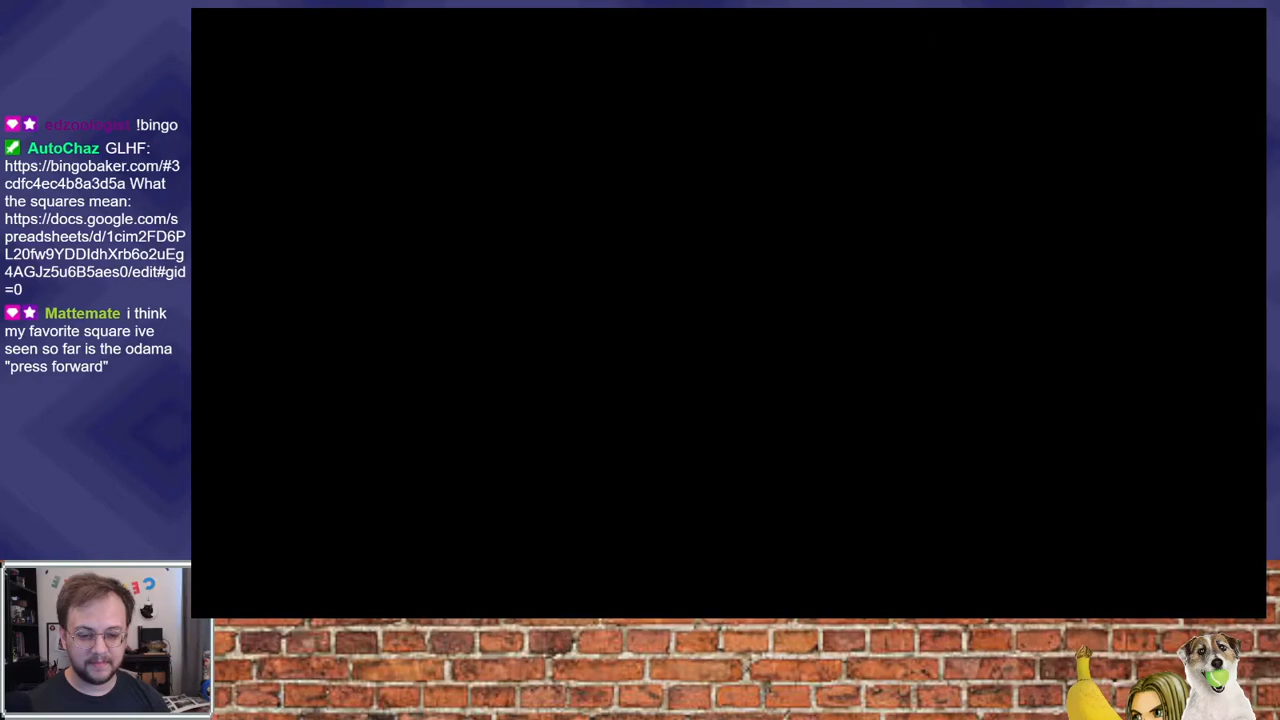 edzoologist !bingo
AutoChaz GLHF:
https://bingobaker.com/#3
cdfc4ec4b8a3d5a What
the squares mean:
https://docs.google.com/s
preadsheets/d/1cim2FD6P
L20fw9YDDIdhXrb6o2uEg
4AGJz5u6B5aes0/edit#gid
=0
Mattemate i think
my favorite square ive
seen so far is the odama
"press forward"